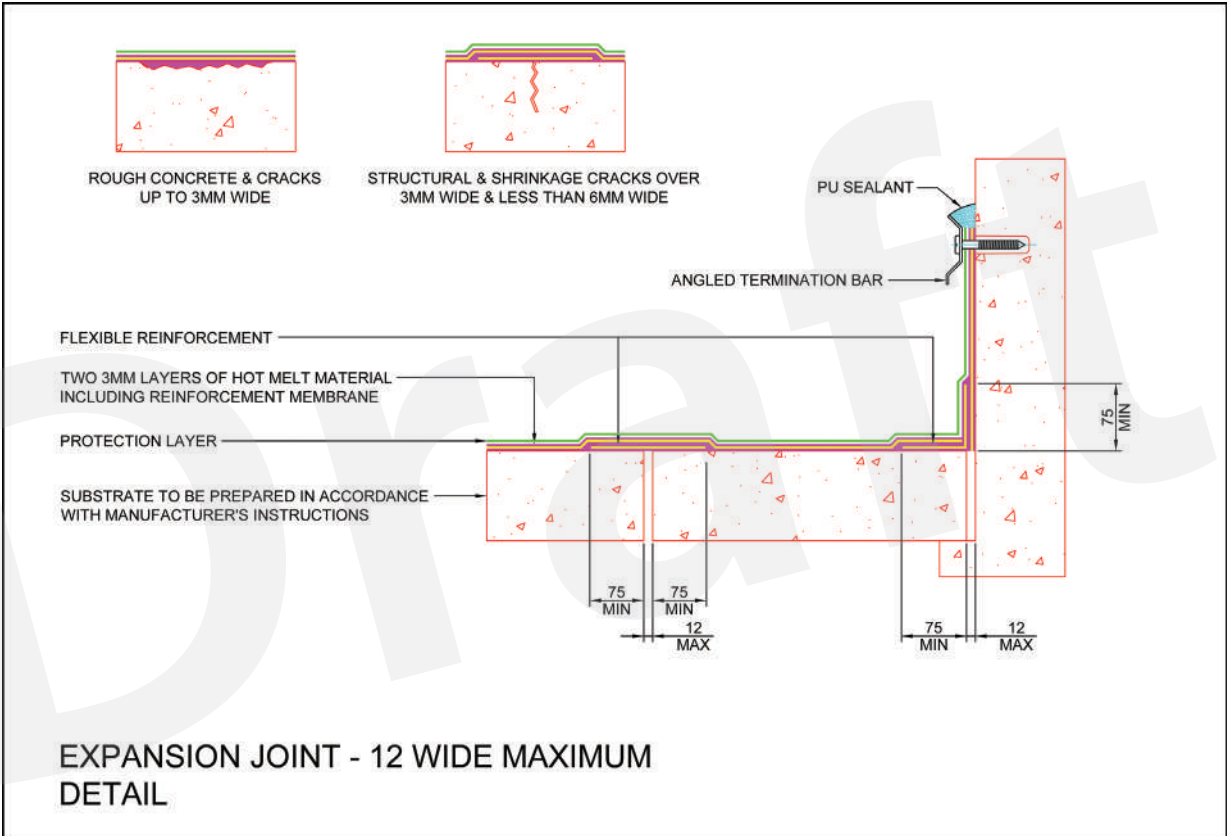 ROUGH CONCRETE & CRACKS
UP TO 3MM WIDE
STRUCTURAL & SHRINKAGE CRACKS OVER
3MM WIDE & LESS THAN 6MM WIDE
PU SEALANT
ANGLED TERMINATION BAR
FLEXIBLE REINFORCEMENT
TWO 3MM LAYERS OF HOT MELT MATERIAL
INCLUDING REINFORCEMENT MEMBRANE
PROTECTION LAYER
SUBSTRATE TO BE PREPARED IN ACCORDANCE
WITH MANUFACTURER'S INSTRUCTIONS
75
MIN
75
MIN
75
MIN
12
MAX
75
MIN
12
MAX
EXPANSION JOINT - 12 WIDE MAXIMUM
DETAIL
Draft